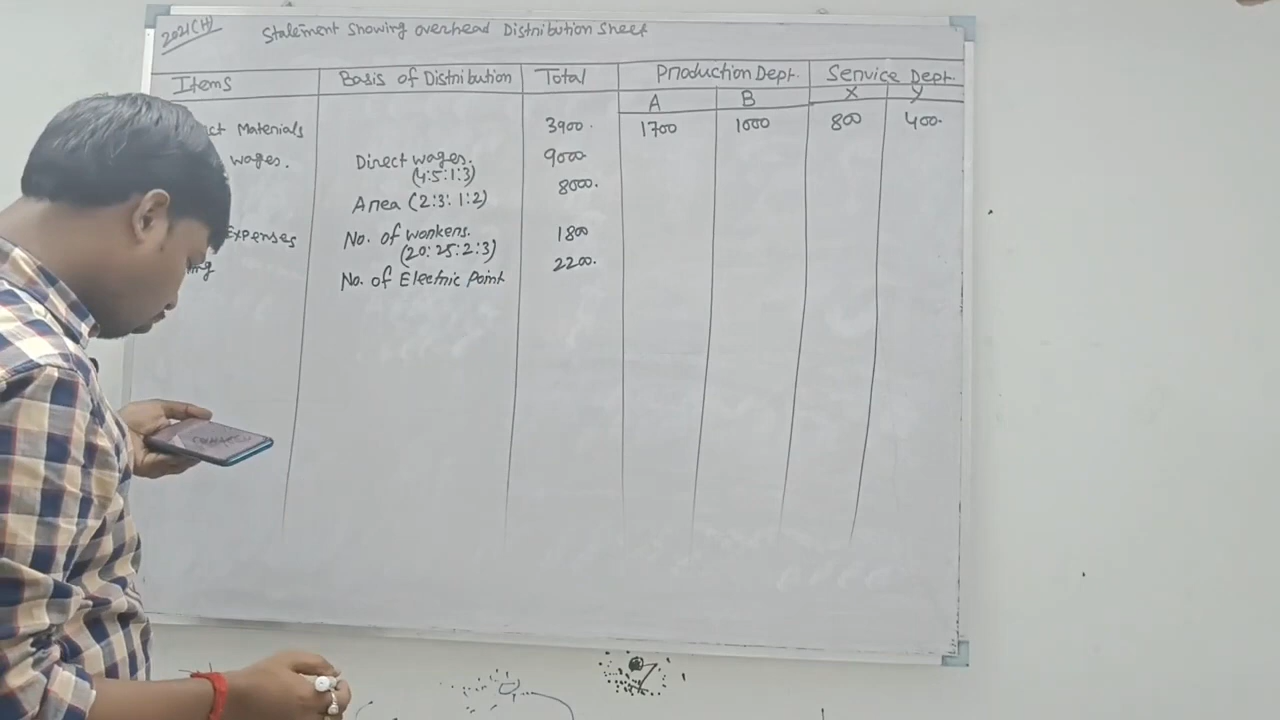 2021(H)
Statement Showing overhead Distribution Sheet
Items Basis of Distribution Total Production Dept. Service Dept.
A B X Y
Materials 3900. 1700 1000 800 400.
wages. Direct wages. 9000
(4:5:1:3)
Area (2:3:1:2) 8000.
Expenses No. of workers. 1800
(20:25:2:3)
No. of Electric Point 2200.